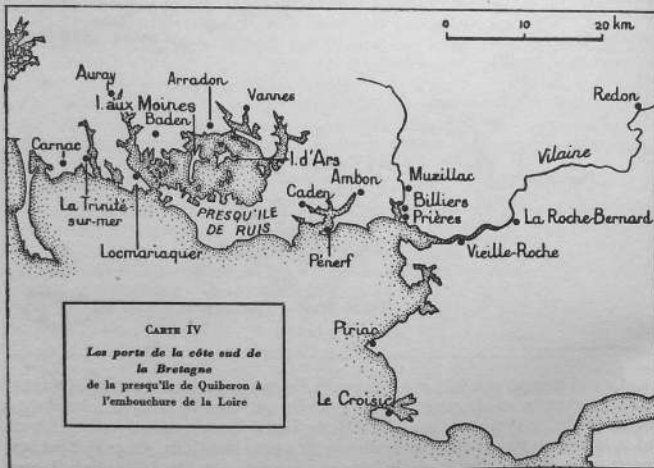 0 10 20 km
Auray
Arradon
Vannes
Redon
I. aux Moines
Baden
Carnac
I. d'Ars
Vilaine
Muzillac
Ambon
Caden
Billiers
Prières
La Trinité-
sur-mer
PRESQU'ILE
DE RUIS
La Roche-Bernard
Locmariaquer
Pénerf
Vieille-Roche
CARTE IV
Les ports de la côte sud de
la Bretagne
de la presqu'île de Quiberon à
l'embouchure de la Loire
Piriac
Le Croisic